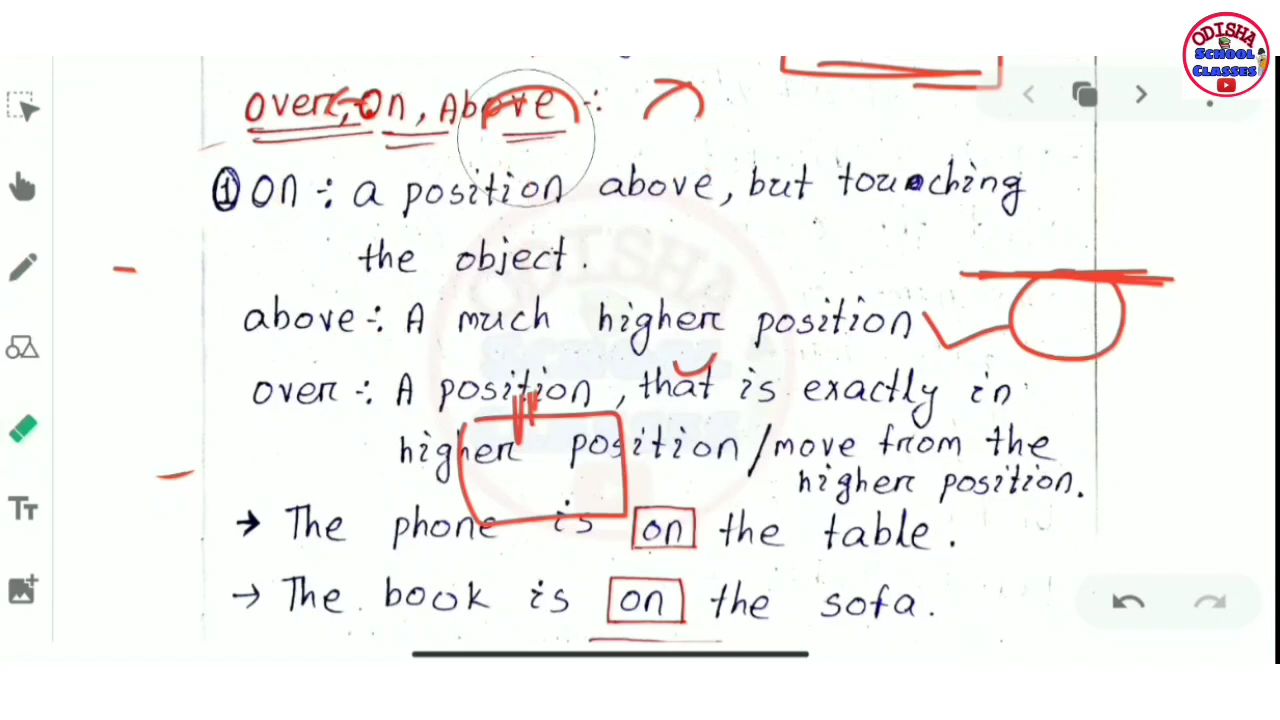 ODISHA
SCHOOL
CLASSES
over, On, Above :-
① On :- a position above, but touching
the object.
above :- A much higher position
over :- A position, that is exactly in
higher position/move from the
higher position.
→ The phone is on the table.
→ The book is on the sofa.
TT